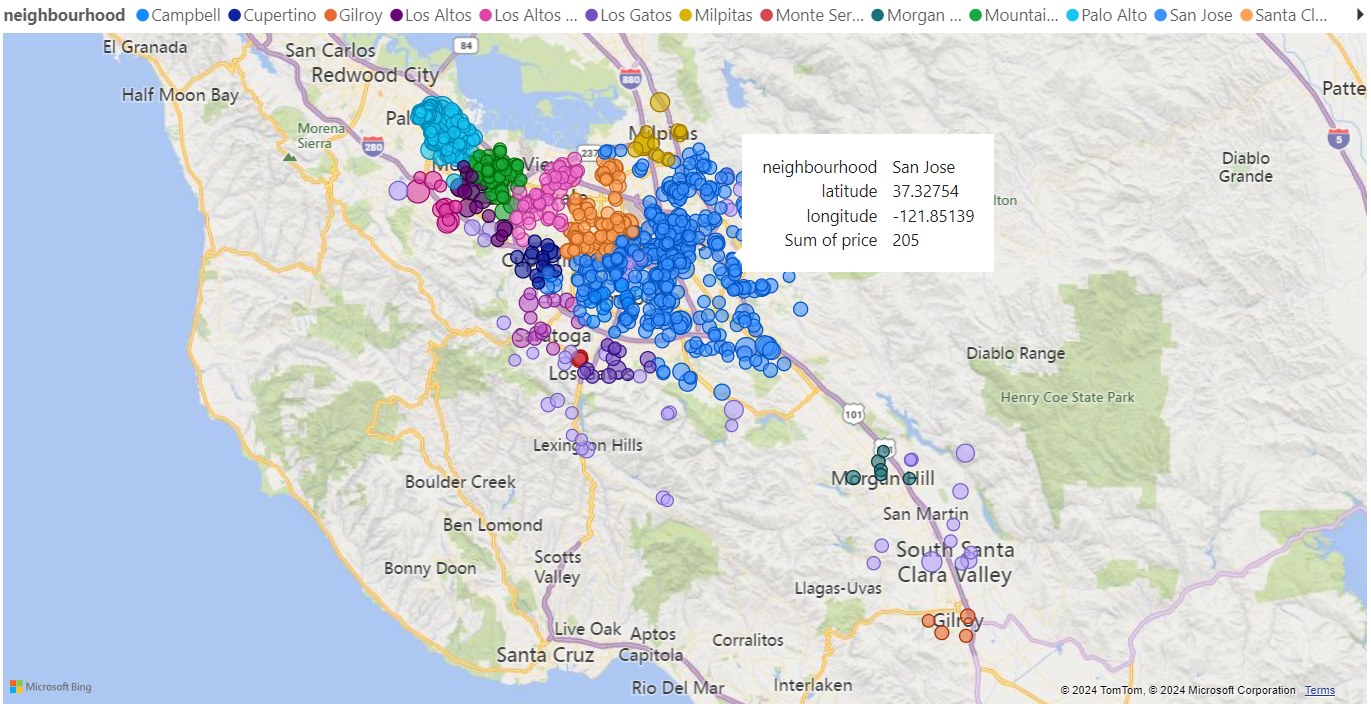 neighbourhood Campbell Cupertino Gilroy Los Altos Los Altos ... Los Gatos Milpitas Monte Ser... Morgan ... Mountai... Palo Alto San Jose Santa Cl...
El Granada
San Carlos
84
Redwood City
880
Half Moon Bay
Patte
Morena
Sierra
280
237
5
Diablo
Grande
neighbourhood San Jose
latitude 37.32754
longitude -121.85139
Sum of price 205
Diablo Range
Henry Coe State Park
101
Lexington Hills
Morgan Hill
Boulder Creek
San Martin
Ben Lomond
South Santa
Clara Valley
Scotts
Valley
Bonny Doon
Llagas-Uvas
Gilroy
Live Oak
Aptos
Corralitos
Santa Cruz
Capitola
Rio Del Mar
Interlaken
Microsoft Bing
© 2024 TomTom, © 2024 Microsoft Corporation Terms